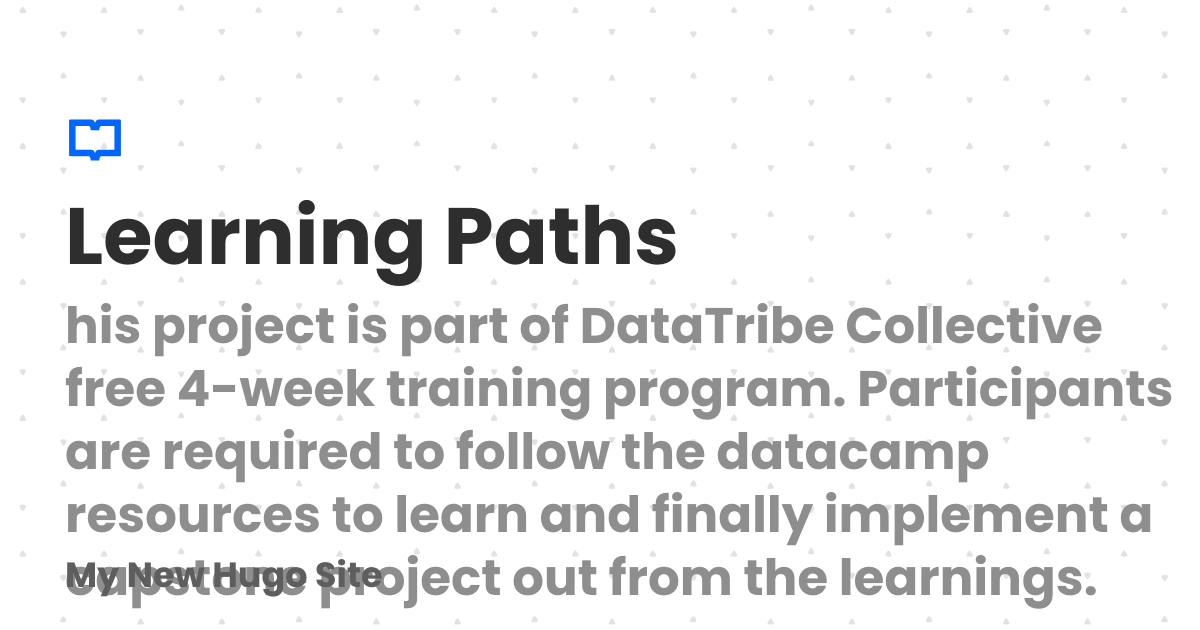 Learning Paths
his project is part of DataTribe Collective
free 4-week training program. Participants
are required to follow the datacamp
resources to learn and finally implement a
capstone project out from the learnings.
My New Hugo Site